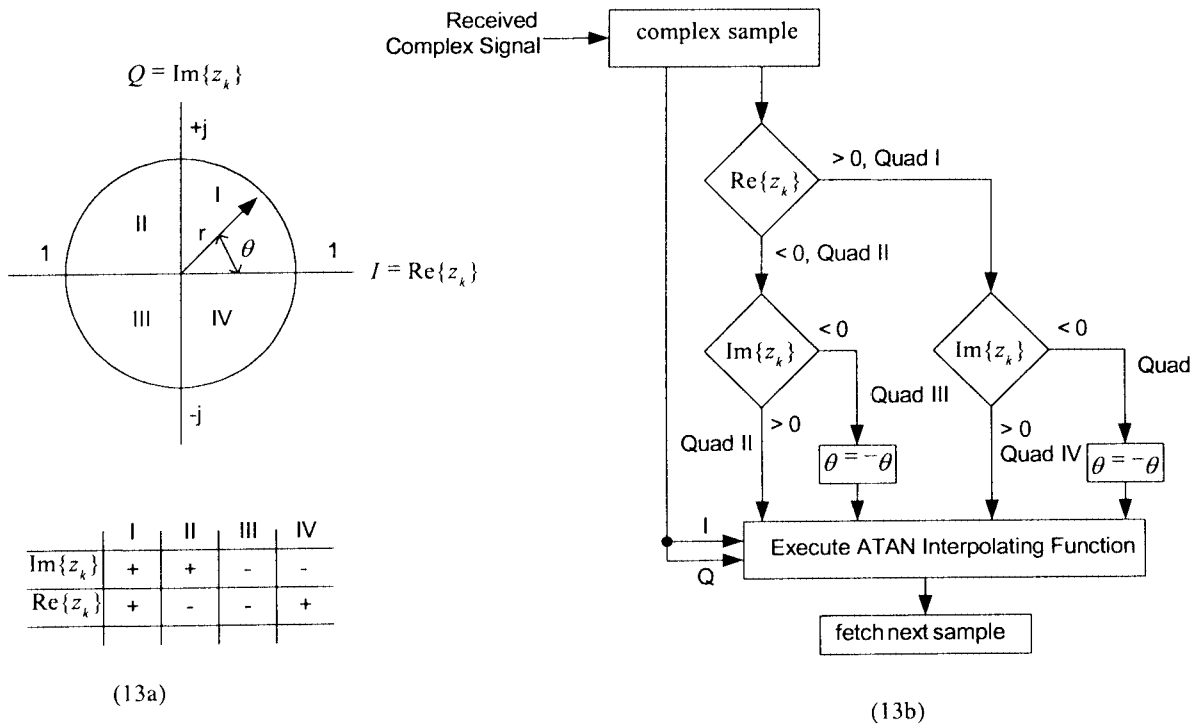 Q = Im{z_k}
+j
I
II
r
θ
1
1
I = Re{z_k}
III
IV
-j
I II III IV
Im{z_k} + + - -
Re{z_k} + - - +
(13a)
Received
Complex Signal
complex sample
> 0, Quad I
Re{z_k}
< 0, Quad II
< 0
< 0
Im{z_k}
Im{z_k}
Quad
Quad III
> 0
> 0
Quad II
Quad IV
θ = -θ
θ = -θ
I
Execute ATAN Interpolating Function
Q
fetch next sample
(13b)